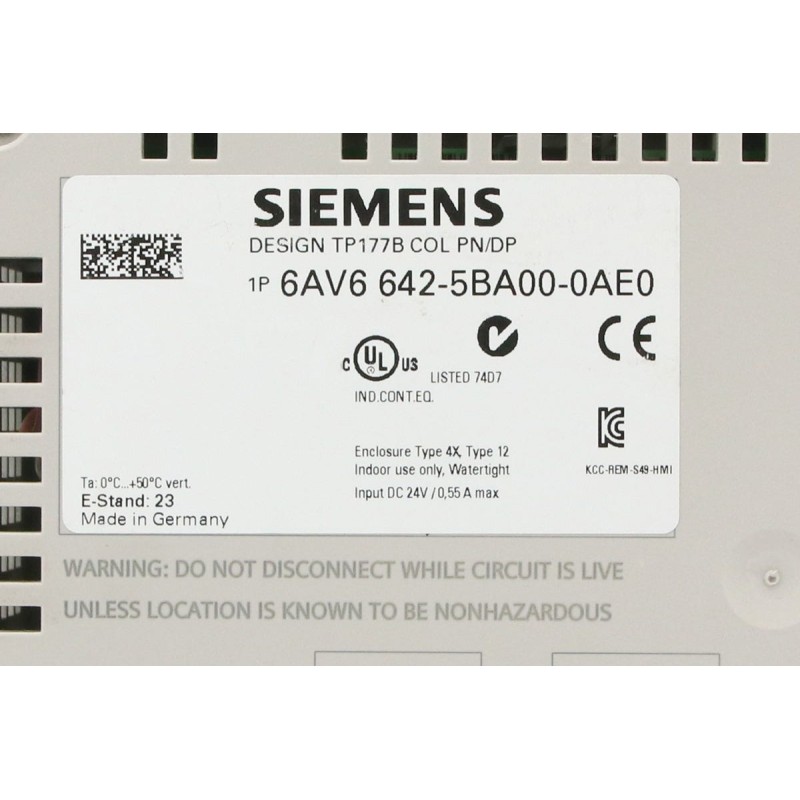 SIEMENS
DESIGN TP177B COL PN/DP
1P 6AV6 642-5BA00-0AE0
C UL US
LISTED 74D7
IND.CONT.EQ.
CE
KC
Enclosure Type 4X, Type 12
Indoor use only, Watertight
KCC-REM-S49-HMI
Input DC 24V / 0,55 A max
Ta: 0°C...+50°C vert.
E-Stand: 23
Made in Germany
WARNING: DO NOT DISCONNECT WHILE CIRCUIT IS LIVE
UNLESS LOCATION IS KNOWN TO BE NONHAZARDOUS